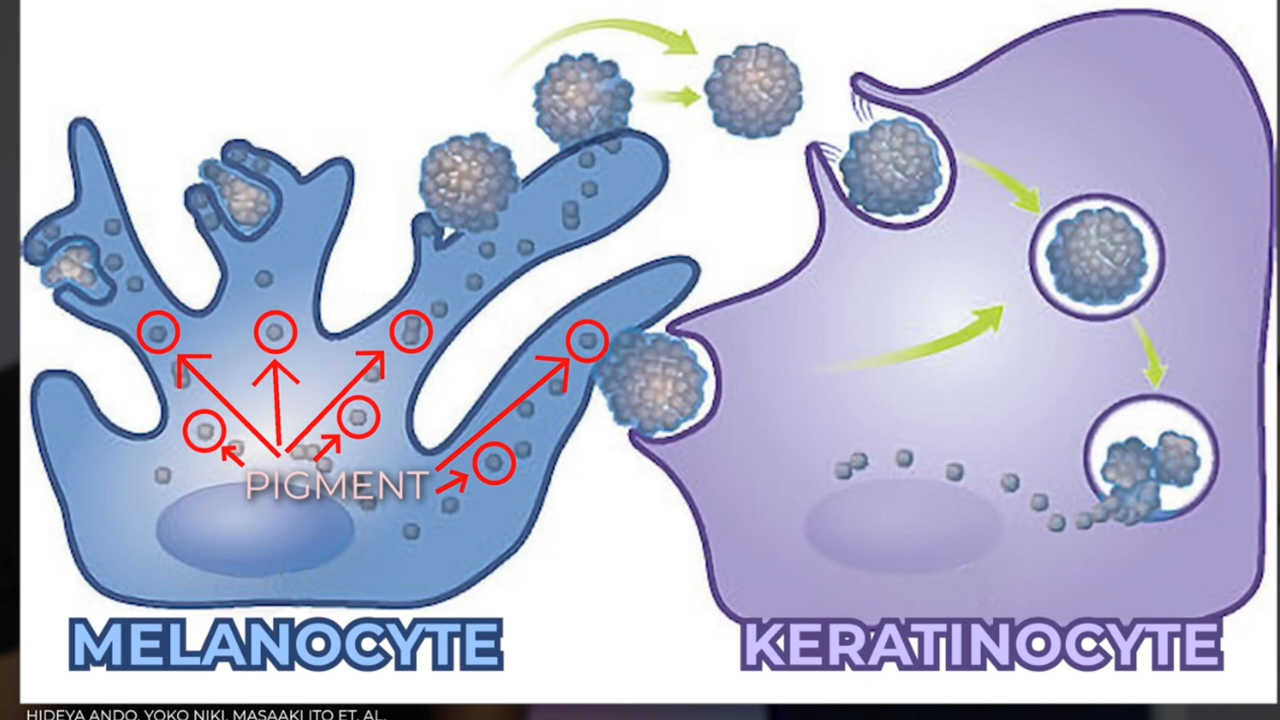 PIGMENT
MELANOCYTE
KERATINOCYTE
HIDEYA ANDO, YOKO NIKI, MASAAKI ITO ET. AL.